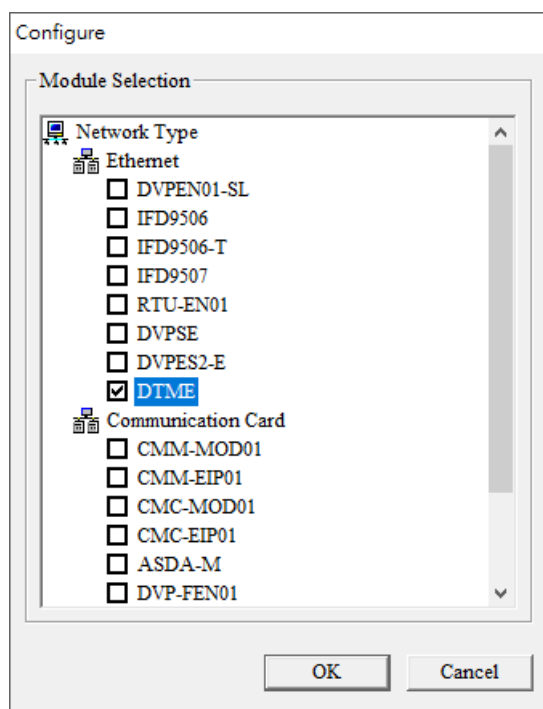 Configure
Module Selection
Network Type
Ethernet
DVPEN01-SL
IFD9506
IFD9506-T
IFD9507
RTU-EN01
DVPSE
DVPES2-E
DTME
Communication Card
CMM-MOD01
CMM-EIP01
CMC-MOD01
CMC-EIP01
ASDA-M
DVP-FEN01
OK Cancel